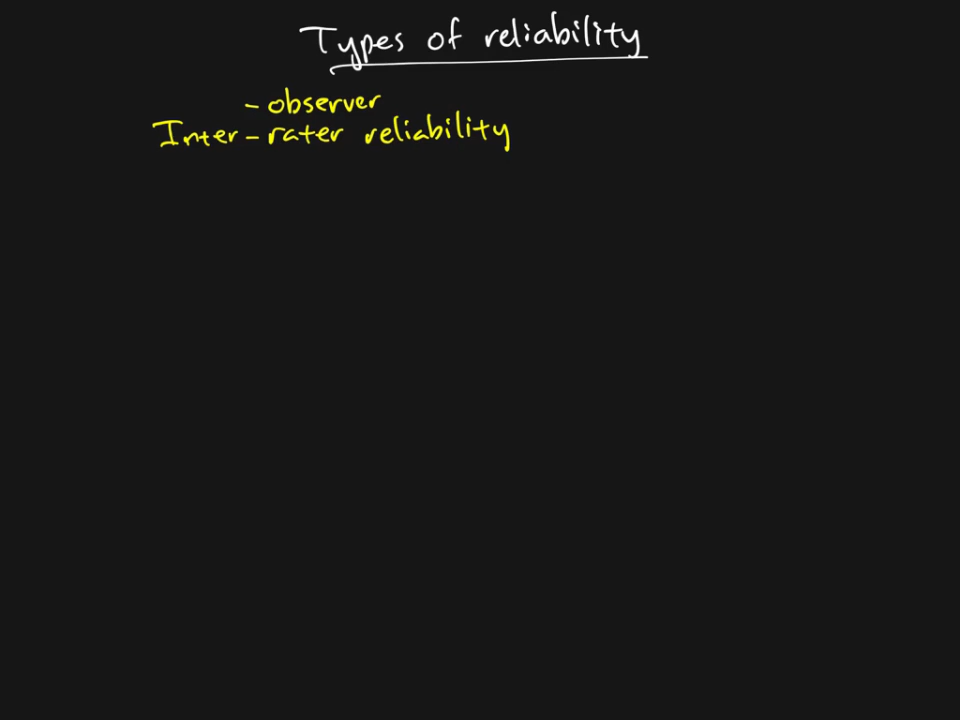 Types of reliability
- observer
Inter - rater reliability